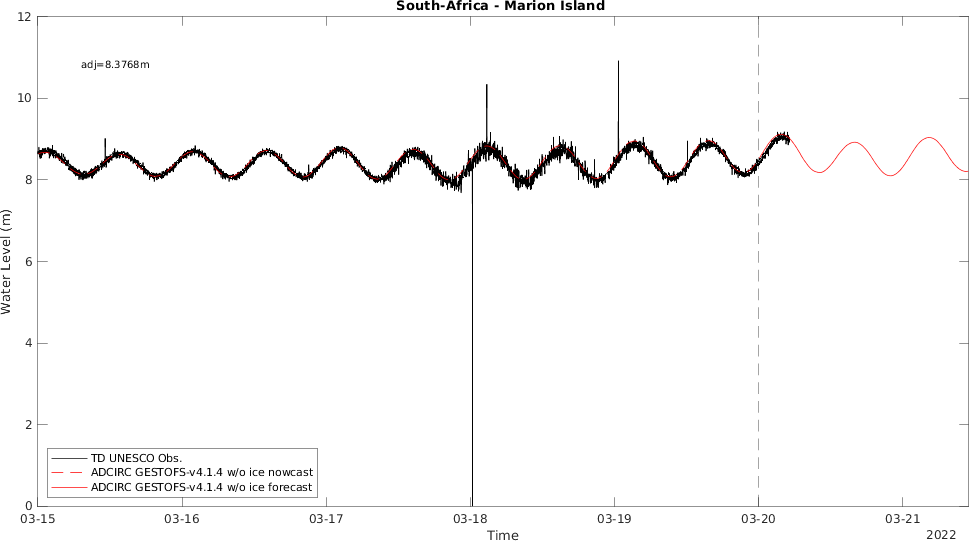 South-Africa - Marion Island
12
adj=8.3768m
10
8
6
4
2
0
Water Level (m)
TD UNESCO Obs.
ADCIRC GESTOFS-v4.1.4 w/o ice nowcast
ADCIRC GESTOFS-v4.1.4 w/o ice forecast
03-15 03-16 03-17 03-18 03-19 03-20 03-21
Time
2022